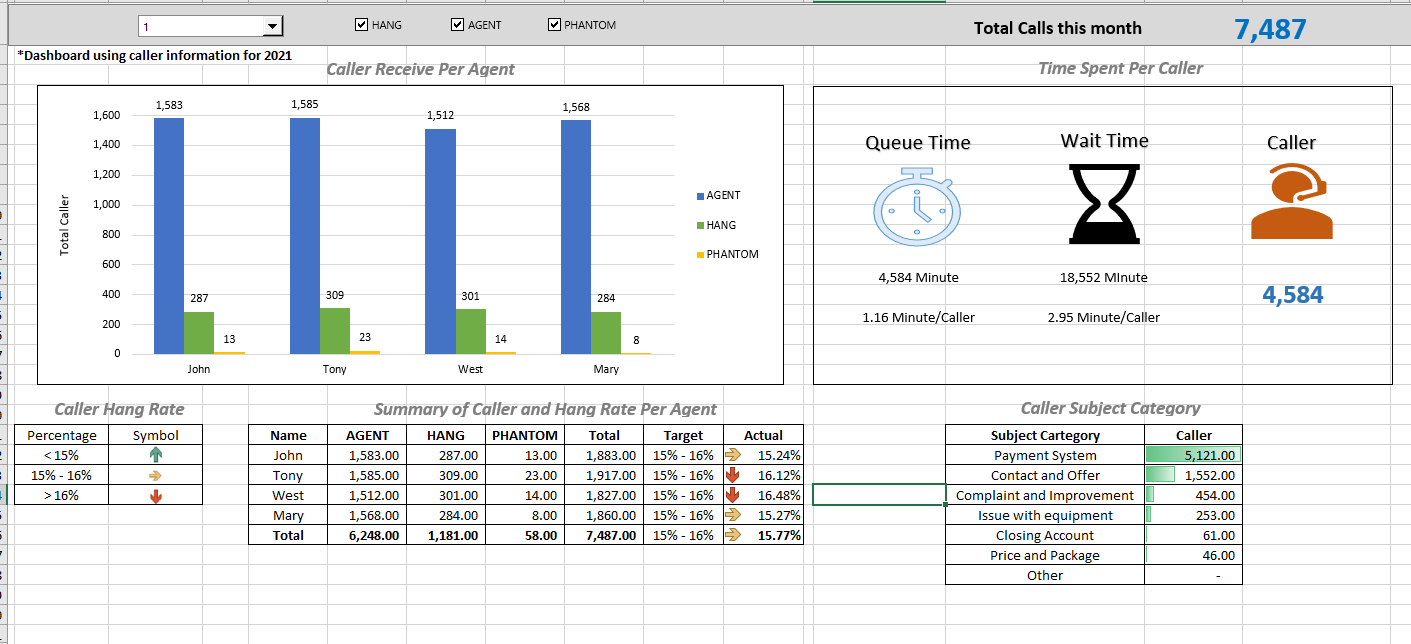 1 HANG AGENT PHANTOM Total Calls this month 7,487
*Dashboard using caller information for 2021
Caller Receive Per Agent
Time Spent Per Caller
1,583 1,585 1,512 1,568
1,600
1,400
1,200
1,000
800
600
400
200
0
Total Caller
287 309 301 284
13 23 14 8
John Tony West Mary
AGENT
HANG
PHANTOM
Queue Time Wait Time Caller
4,584 Minute 18,552 MInute
4,584
1.16 Minute/Caller 2.95 Minute/Caller
Caller Hang Rate
Percentage Symbol
< 15%
15% - 16%
> 16%
Summary of Caller and Hang Rate Per Agent
Name AGENT HANG PHANTOM Total Target Actual
John 1,583.00 287.00 13.00 1,883.00 15% - 16% 15.24%
Tony 1,585.00 309.00 23.00 1,917.00 15% - 16% 16.12%
West 1,512.00 301.00 14.00 1,827.00 15% - 16% 16.48%
Mary 1,568.00 284.00 8.00 1,860.00 15% - 16% 15.27%
Total 6,248.00 1,181.00 58.00 7,487.00 15% - 16% 15.77%
Caller Subject Category
Subject Cartegory Caller
Payment System 5,121.00
Contact and Offer 1,552.00
Complaint and Improvement 454.00
Issue with equipment 253.00
Closing Account 61.00
Price and Package 46.00
Other -